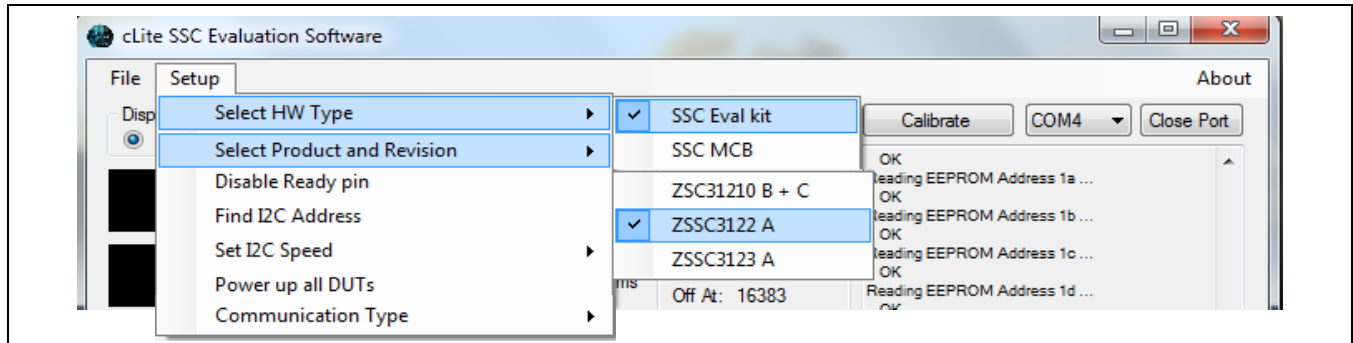 cLite SSC Evaluation Software
File Setup About
Disp
Select HW Type
Select Product and Revision
Disable Ready pin
Find I2C Address
Set I2C Speed
Power up all DUTs
Communication Type
SSC Eval kit
SSC MCB
ZSC31210 B + C
ZSSC3122 A
ZSSC3123 A
ms
Off At: 16383
Calibrate COM4 Close Port
OK
Reading EEPROM Address 1a ...
OK
Reading EEPROM Address 1b ...
OK
Reading EEPROM Address 1c ...
OK
Reading EEPROM Address 1d ...
OK